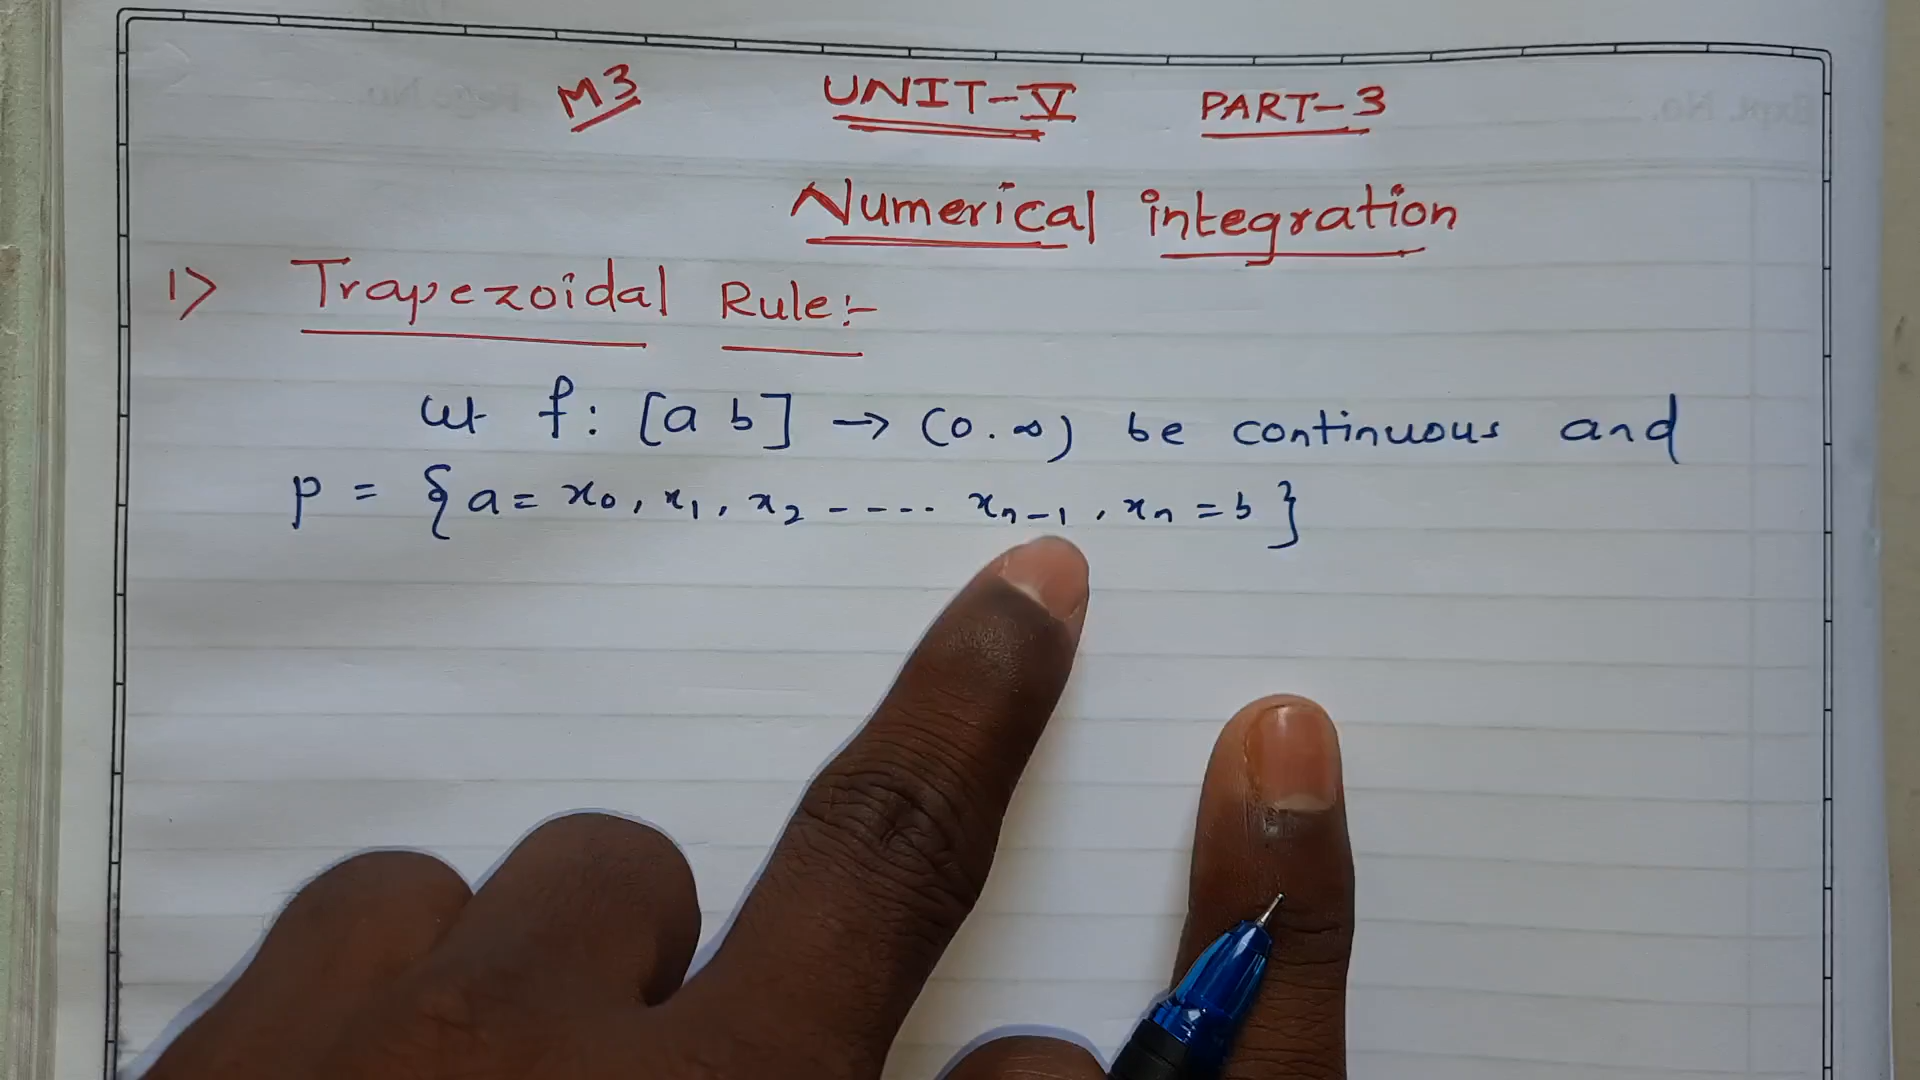 M3 UNIT-V PART-3
Numerical integration
1> Trapezoidal Rule:-
let f: [a b] → (0.∞) be continuous and
P = {a = x₀, x₁, x₂ ----- xₙ₋₁, xₙ = b}